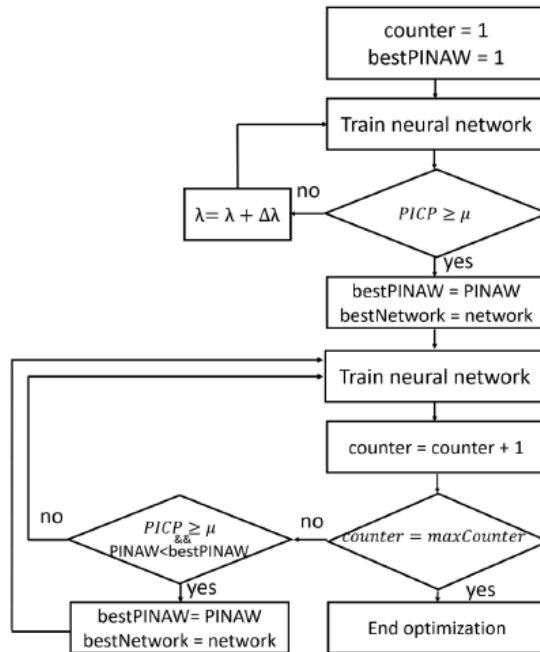 counter = 1
bestPINAW = 1
Train neural network
no
λ= λ + Δλ
PICP ≥ μ
yes
bestPINAW = PINAW
bestNetwork = network
Train neural network
counter = counter + 1
no
PICP ≥ μ
&&
PINAW<bestPINAW
no
counter = maxCounter
yes
yes
bestPINAW= PINAW
bestNetwork = network
End optimization